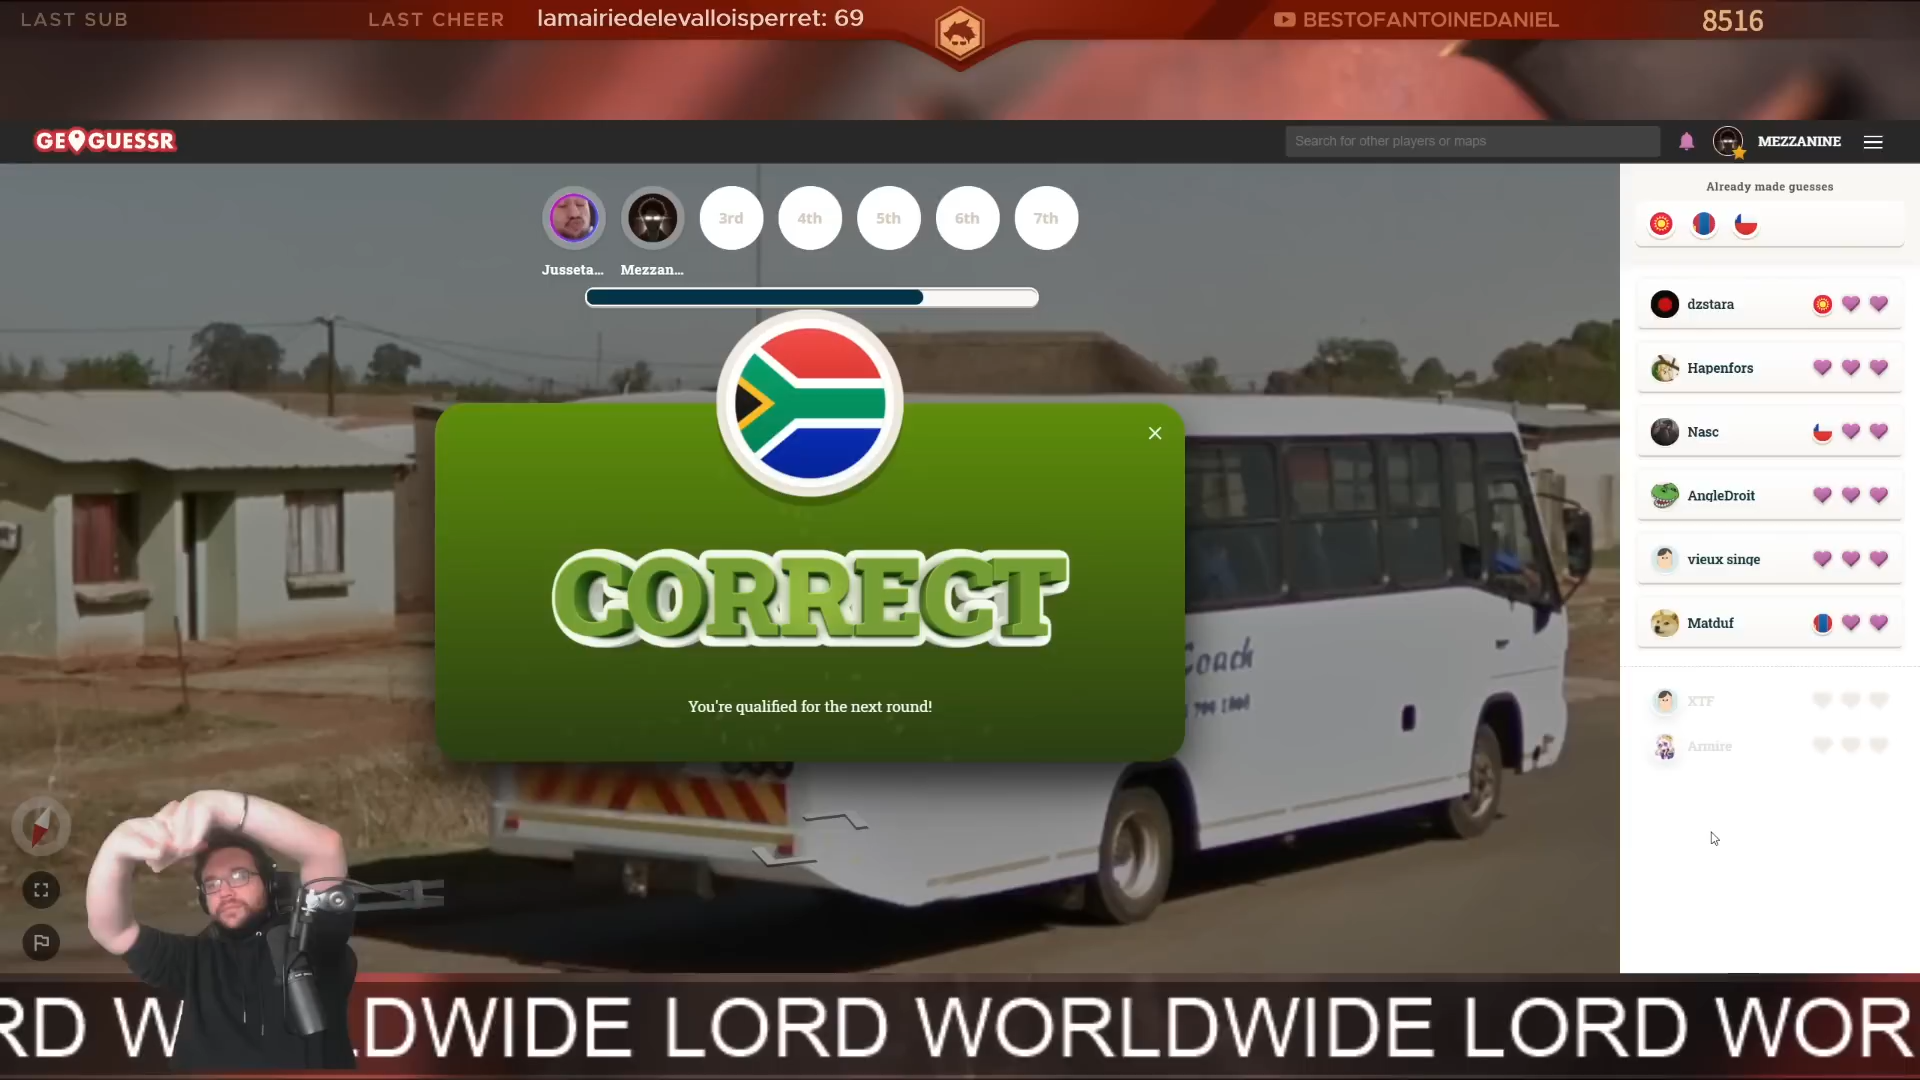 LAST SUB
LAST CHEER
lamairiedelevalloisperret: 69
BESTOFANTOINEDANIEL
8516
GEOGUESSR
Search for other players or maps
MEZZANINE
Already made guesses
3rd
4th
5th
6th
7th
Jusseta...
Mezzan...
dzstara
Hapenfors
Nasc
AngleDroit
vieux singe
Matduf
XTF
Armire
CORRECT
You're qualified for the next round!
Coach
RD W
DWIDE LORD WORLDWIDE LORD WOR